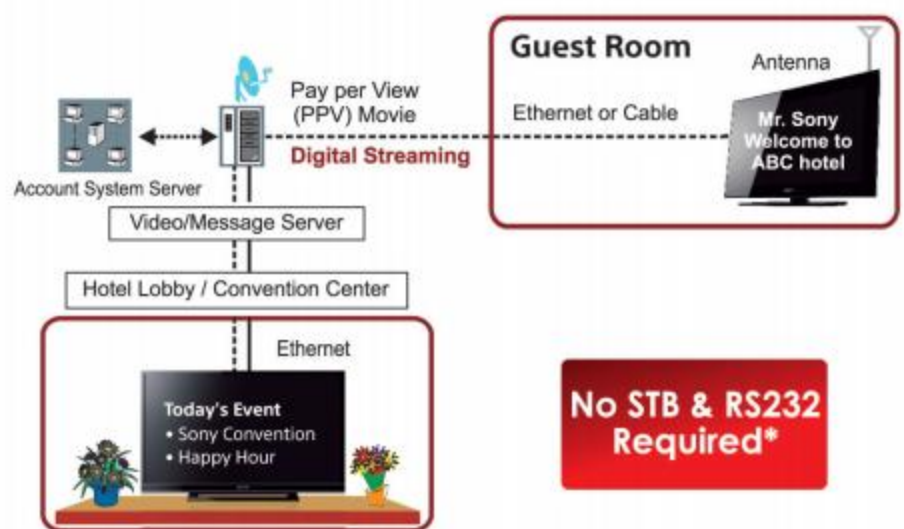 Guest Room
Antenna
Pay per View
(PPV) Movie
Ethernet or Cable
Digital Streaming
Mr. Sony
Welcome to
ABC hotel
Account System Server
Video/Message Server
Hotel Lobby / Convention Center
Ethernet
Today's Event
• Sony Convention
• Happy Hour
No STB & RS232
Required*